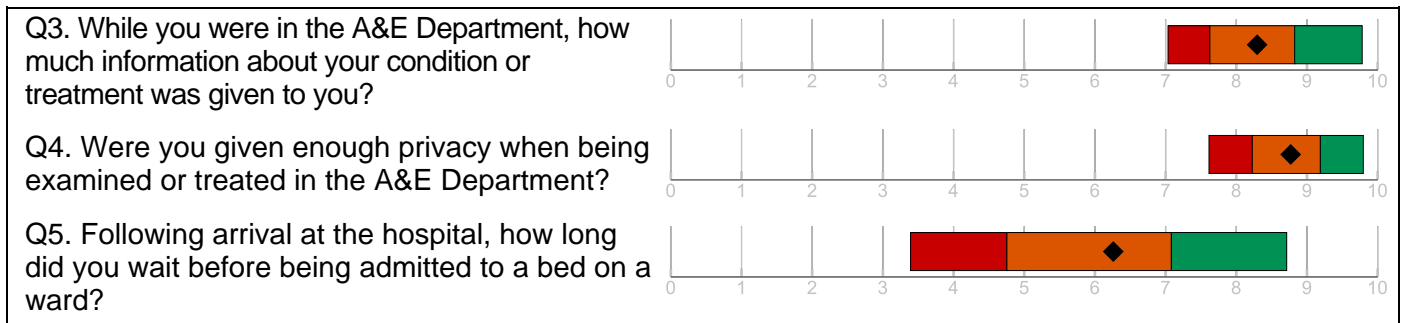 Q3. While you were in the A&E Department, how
much information about your condition or
treatment was given to you?
0 1 2 3 4 5 6 7 8 9 10
Q4. Were you given enough privacy when being
examined or treated in the A&E Department?
0 1 2 3 4 5 6 7 8 9 10
Q5. Following arrival at the hospital, how long
did you wait before being admitted to a bed on a
ward?
0 1 2 3 4 5 6 7 8 9 10